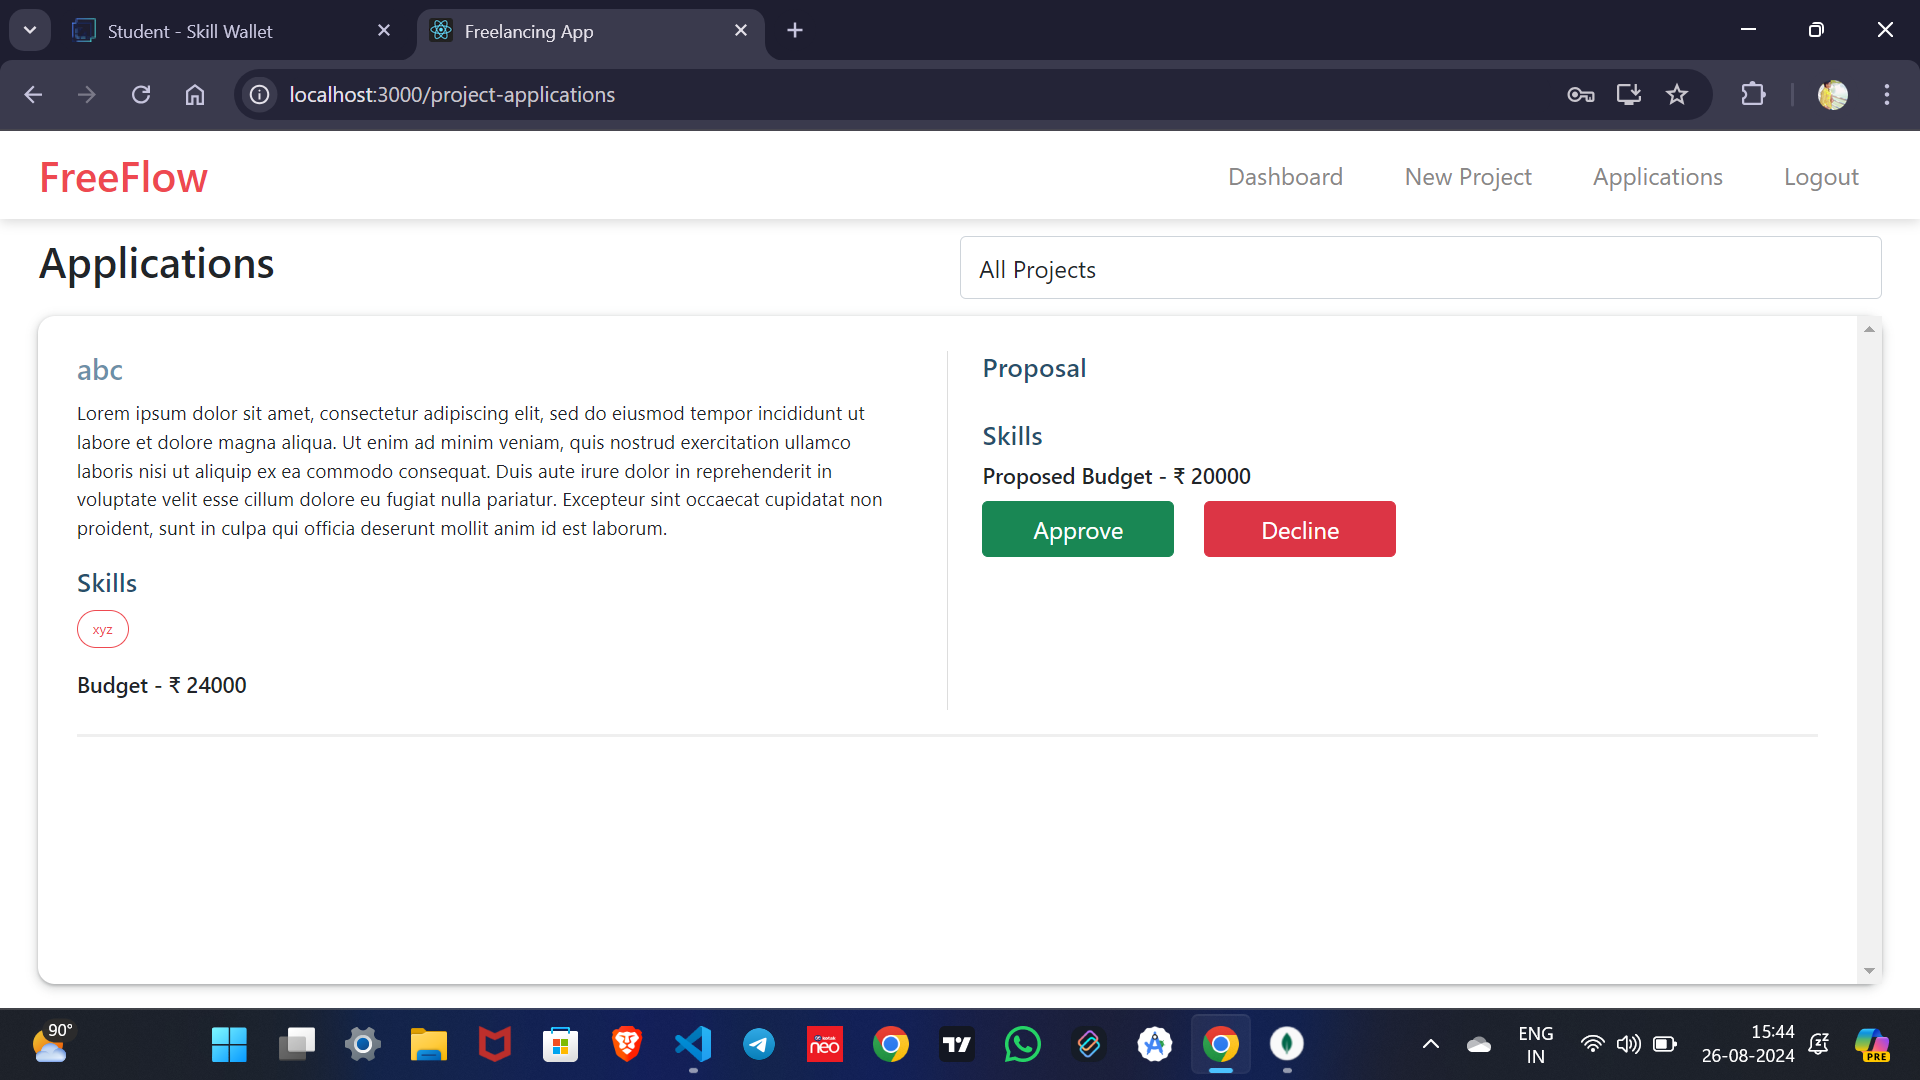 Student - Skill Wallet
Freelancing App
localhost:3000/project-applications
FreeFlow
Dashboard
New Project
Applications
Logout
Applications
All Projects
abc
Lorem ipsum dolor sit amet, consectetur adipiscing elit, sed do eiusmod tempor incididunt ut
labore et dolore magna aliqua. Ut enim ad minim veniam, quis nostrud exercitation ullamco
laboris nisi ut aliquip ex ea commodo consequat. Duis aute irure dolor in reprehenderit in
voluptate velit esse cillum dolore eu fugiat nulla pariatur. Excepteur sint occaecat cupidatat non
proident, sunt in culpa qui officia deserunt mollit anim id est laborum.
Skills
xyz
Budget - ₹ 24000
Proposal
Skills
Proposed Budget - ₹ 20000
Approve
Decline
90°
kotak
neo
ENG
IN
15:44
26-08-2024
PRE